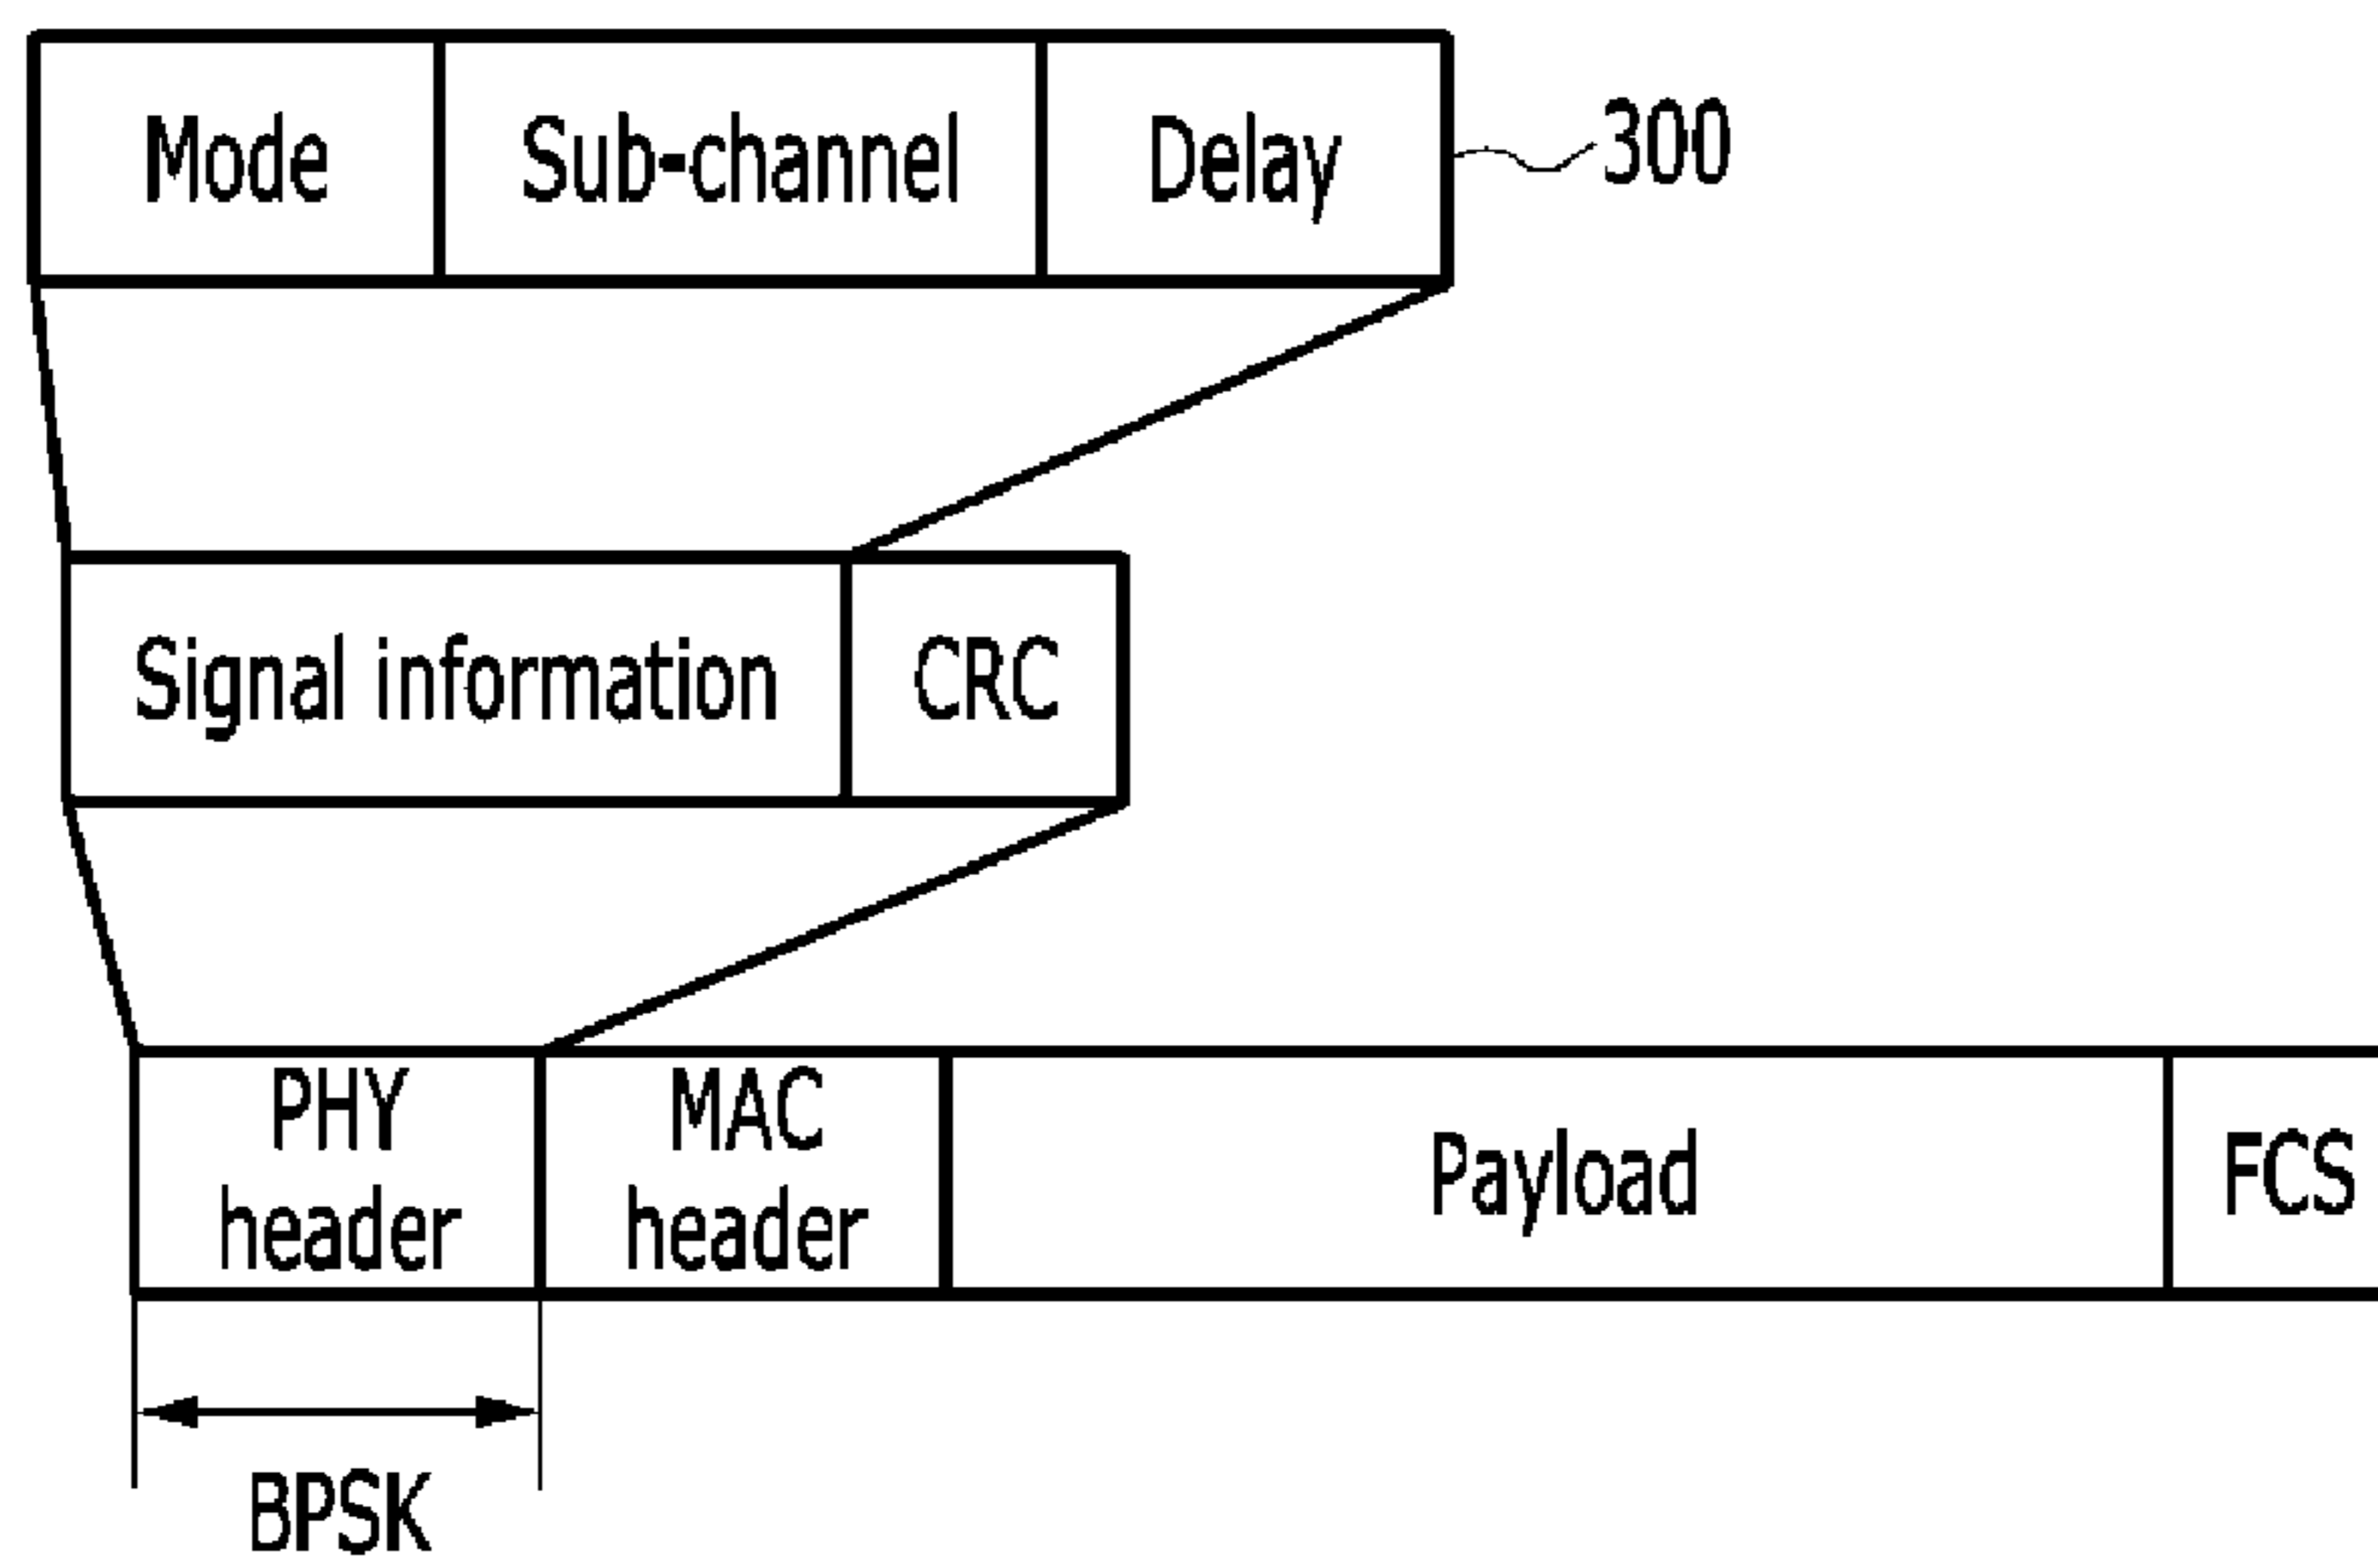 Mode Sub-channel Delay 300
Signal information CRC
PHY header MAC header Payload FCS
BPSK